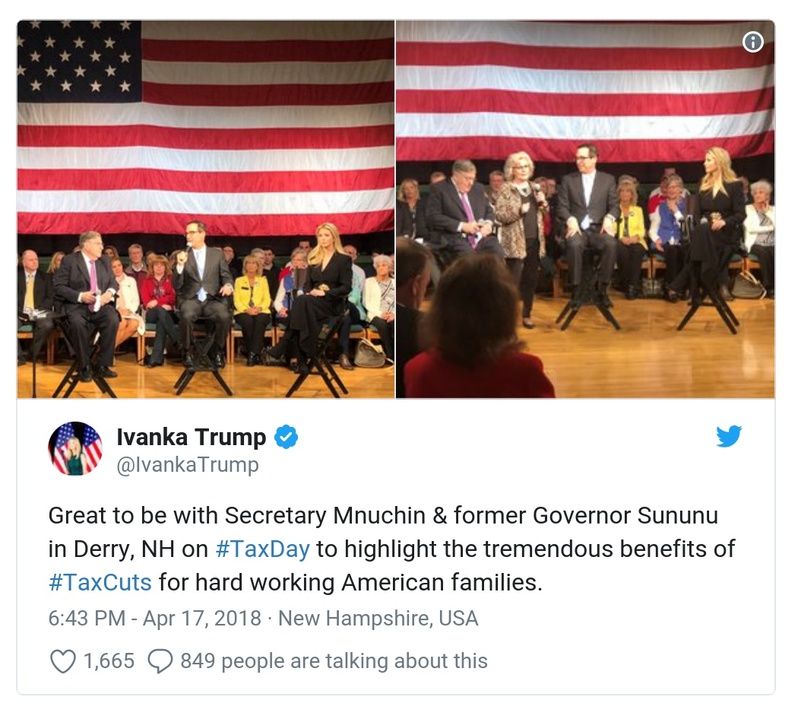 Ivanka Trump
@IvankaTrump
Great to be with Secretary Mnuchin & former Governor Sununu
in Derry, NH on #TaxDay to highlight the tremendous benefits of
#TaxCuts for hard working American families.
6:43 PM - Apr 17, 2018 · New Hampshire, USA
1,665 849 people are talking about this